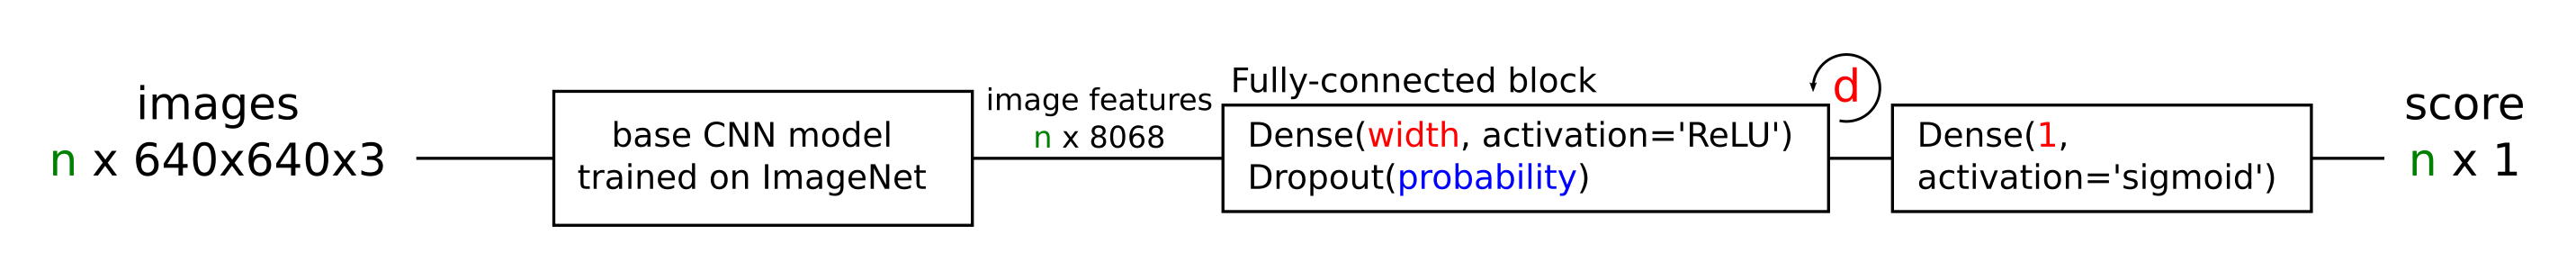 images
n x 640x640x3
base CNN model
trained on ImageNet
image features
n x 8068
Fully-connected block
d
Dense(width, activation='ReLU')
Dropout(probability)
Dense(1,
activation='sigmoid')
score
n x 1